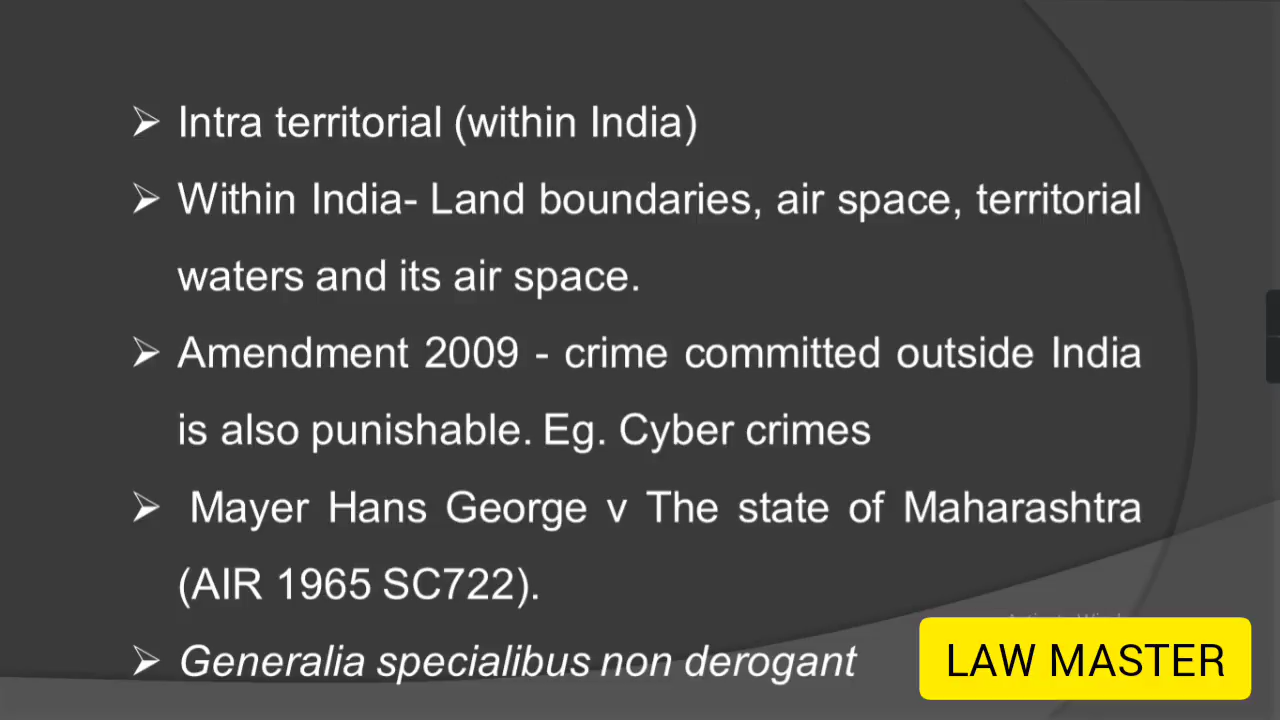 ➢ Intra territorial (within India)
➢ Within India- Land boundaries, air space, territorial
waters and its air space.
➢ Amendment 2009 - crime committed outside India
is also punishable. Eg. Cyber crimes
➢ Mayer Hans George v The state of Maharashtra
(AIR 1965 SC722).
➢ Generalia specialibus non derogant
LAW MASTER